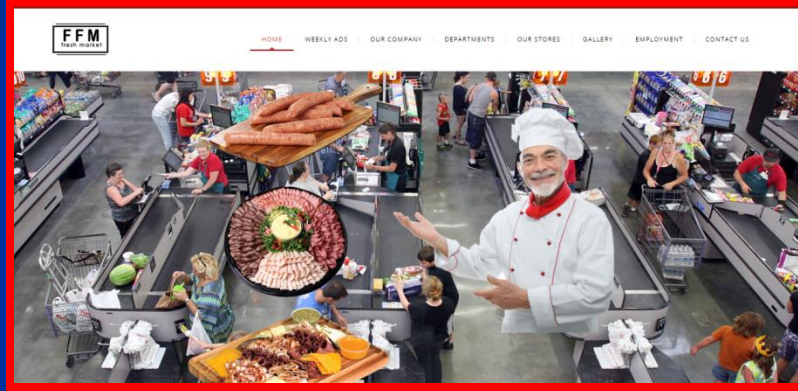 FFM
fresh market
HOME WEEKLY ADS OUR COMPANY DEPARTMENTS OUR STORES GALLERY EMPLOYMENT CONTACT US